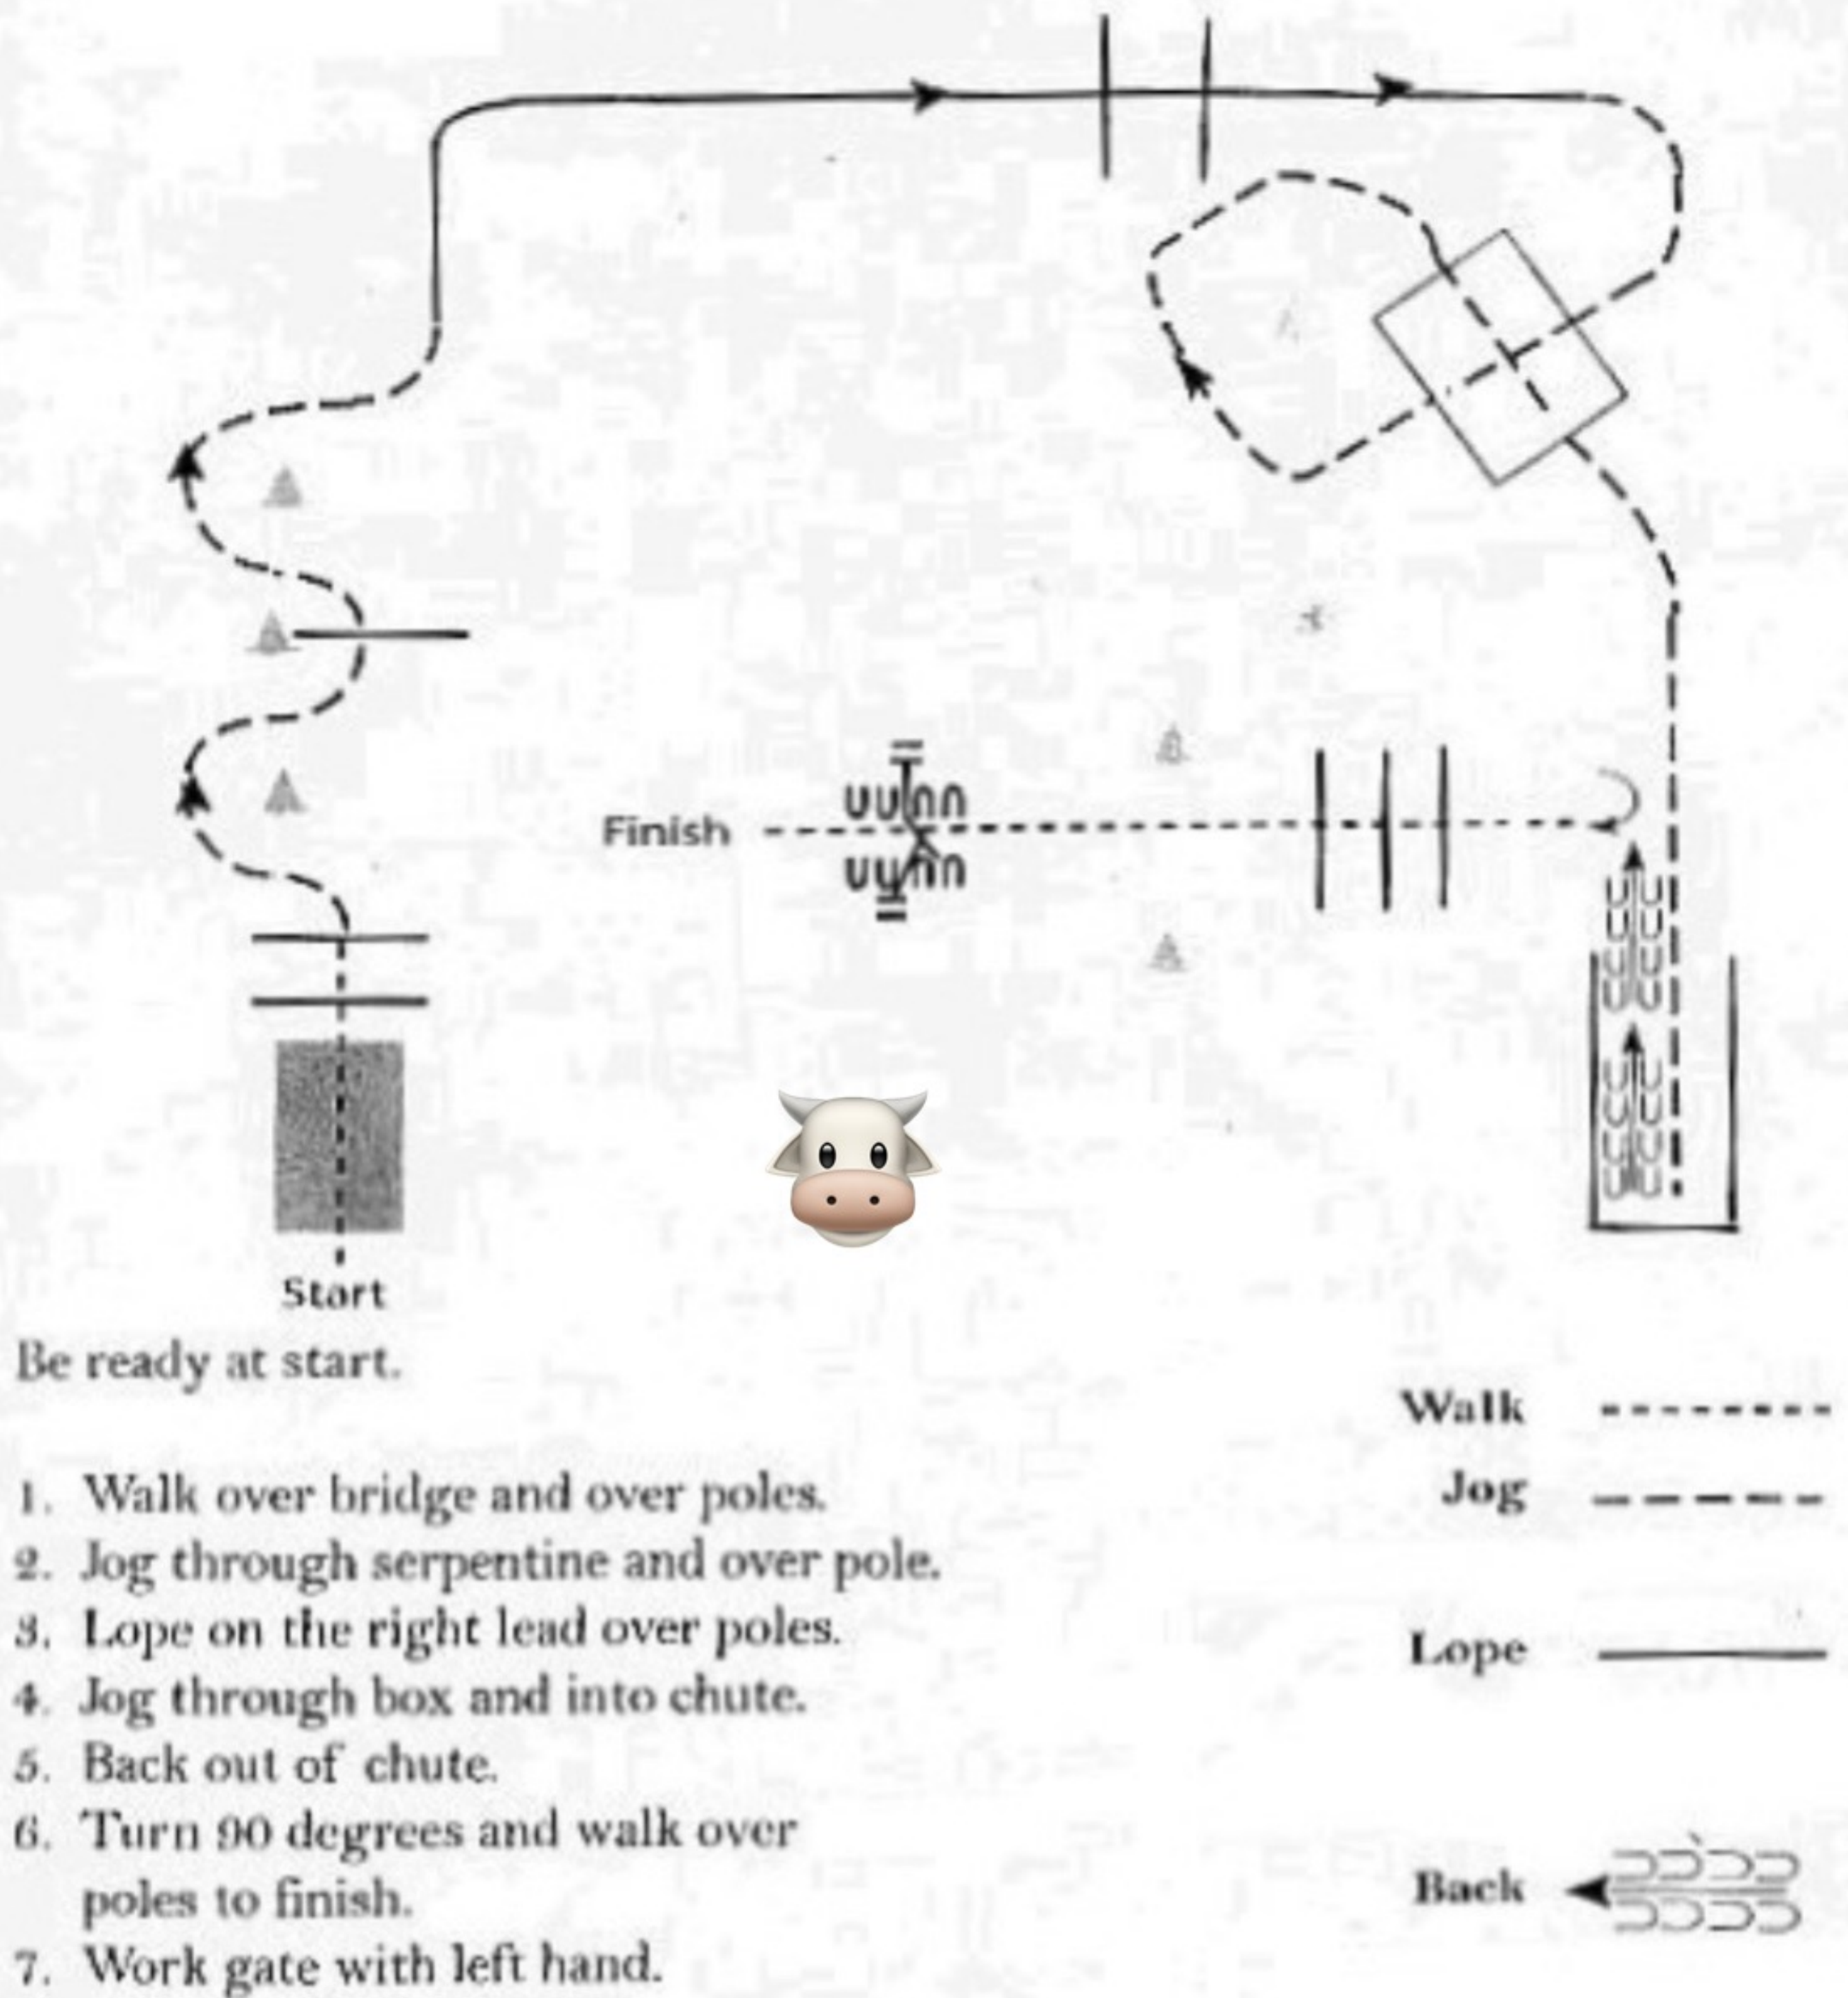 Finish
Start
Be ready at start.
Walk
Jog
1. Walk over bridge and over poles.
2. Jog through serpentine and over pole.
3. Lope on the right lead over poles.
Lope
4. Jog through box and into chute.
5. Back out of chute.
6. Turn 90 degrees and walk over
poles to finish.
Back
7. Work gate with left hand.